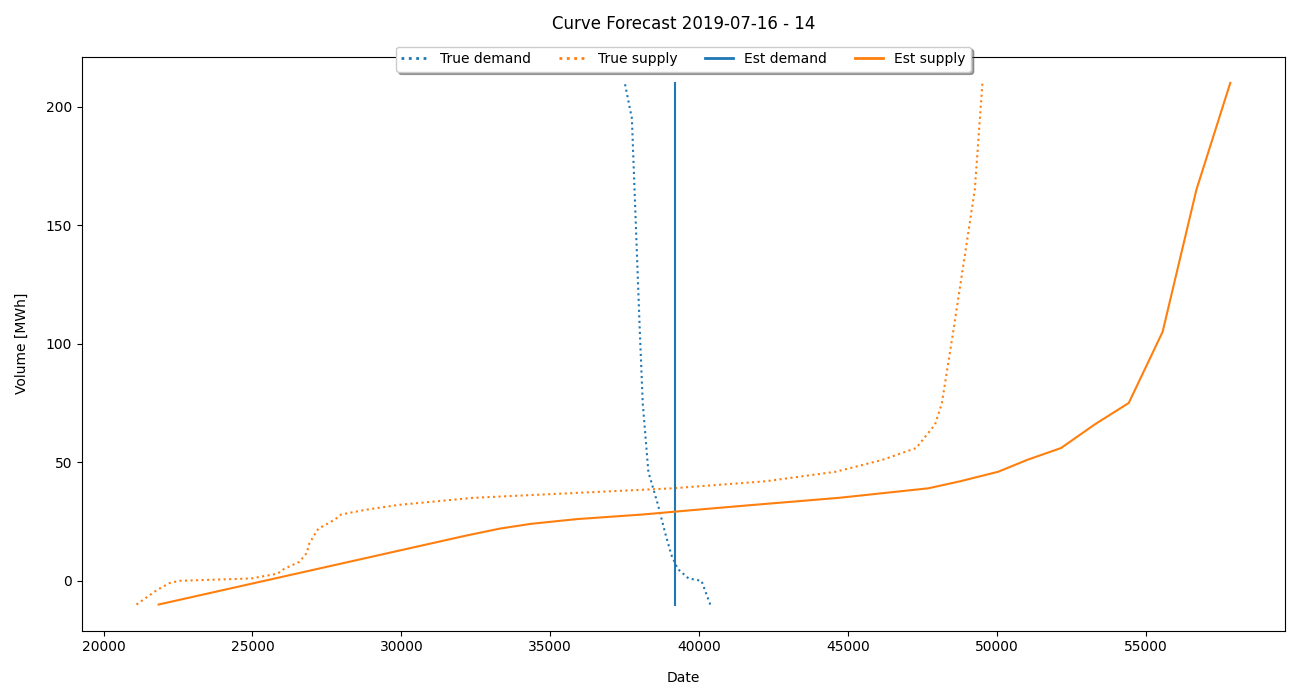 Curve Forecast 2019-07-16 - 14
True demand True supply Est demand Est supply
200
150
100
50
0
Volume [MWh]
20000 25000 30000 35000 40000 45000 50000 55000
Date